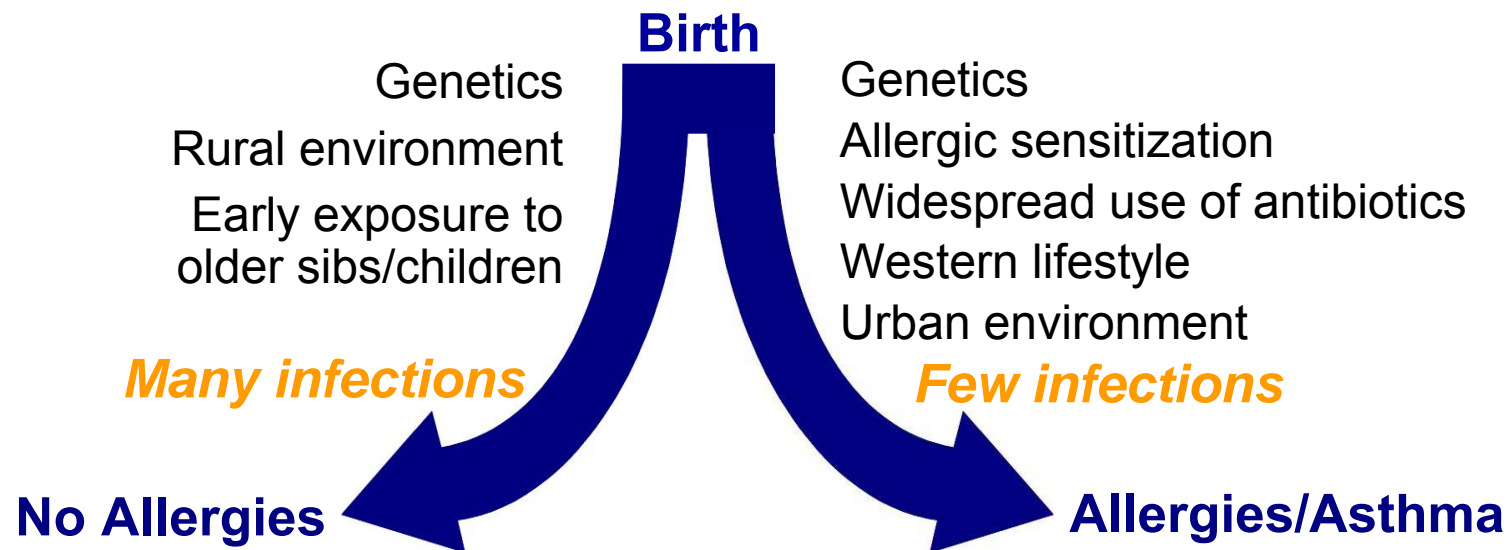 Birth
Genetics
Rural environment
Early exposure to
older sibs/children
Many infections
No Allergies
Genetics
Allergic sensitization
Widespread use of antibiotics
Western lifestyle
Urban environment
Few infections
Allergies/Asthma